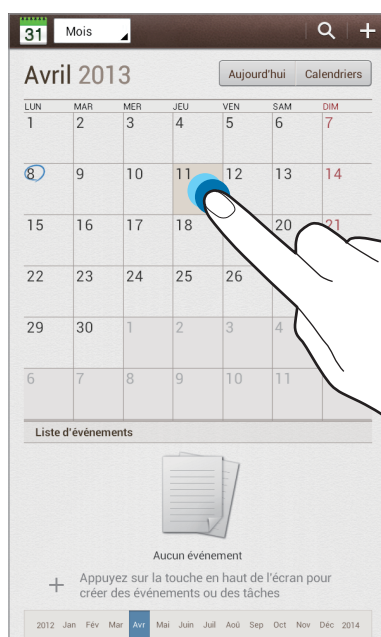 31 Mois
Avril 2013 Aujourd'hui Calendriers
LUN MAR MER JEU VEN SAM DIM
1 2 3 4 5 6 7
8 9 10 11 12 13 14
15 16 17 18 20 21
22 23 24 25 26
29 30 1 2 3 4
6 7 8 9 10 11
Liste d'événements
Aucun événement
+ Appuyez sur la touche en haut de l'écran pour
créer des événements ou des tâches
2012 Jan Fév Mar Avr Mai Juin Juil Aoû Sep Oct Nov Déc 2014